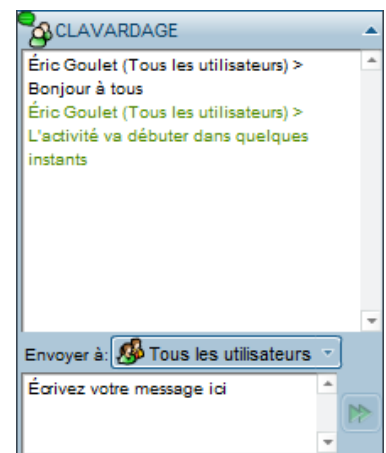 CLAVARDAGE
Éric Goulet (Tous les utilisateurs) >
Bonjour à tous
Éric Goulet (Tous les utilisateurs) >
L'activité va débuter dans quelques
instants
Envoyer à: Tous les utilisateurs
Écrivez votre message ici